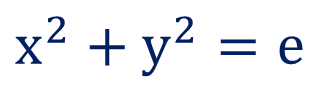 x² + y² = e